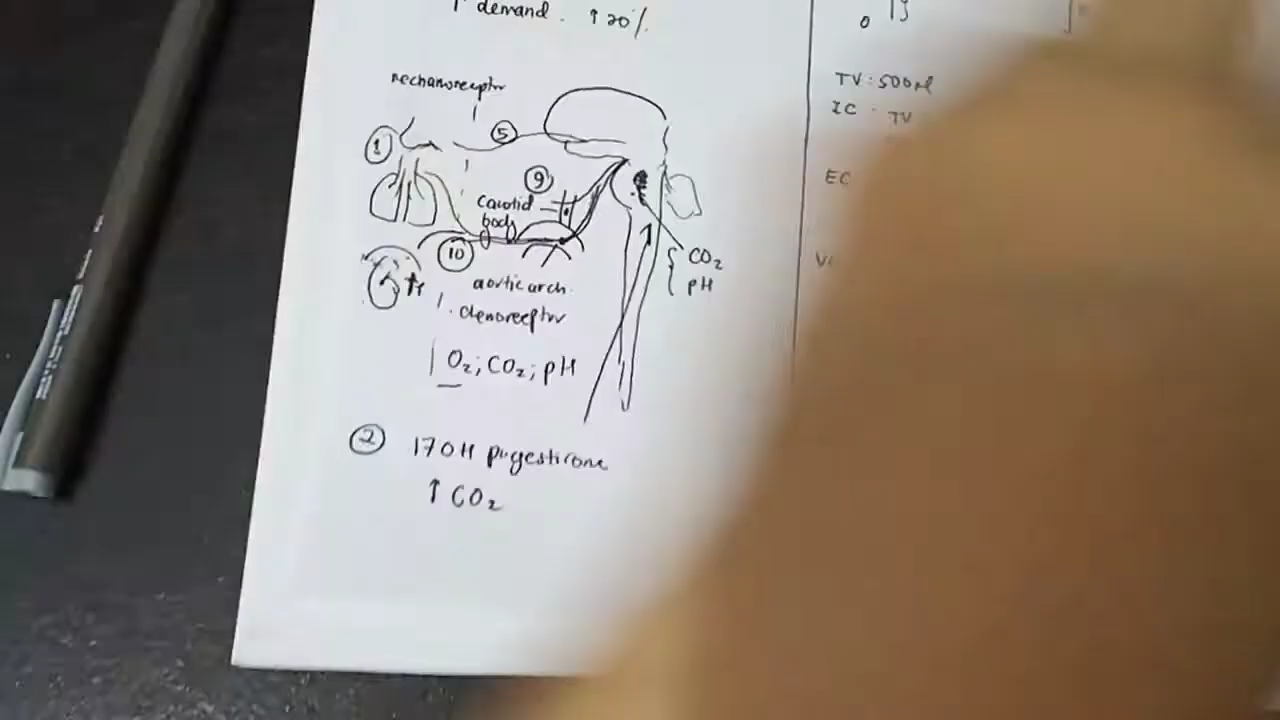 ↑ demand. ↑20%.
mechanoreceptor
①
⑤
⑨
carotid
body
⑩
aortic arch.
chemoreceptor
O₂; CO₂; pH
CO₂
pH
② 17OH progesterone
↑ CO₂
TV: 500ml
IC . TV
EC